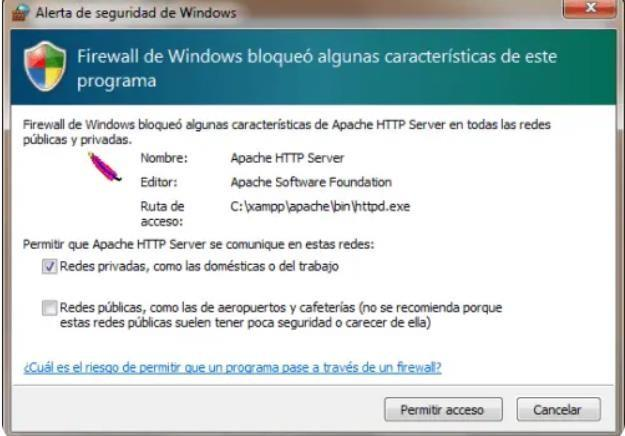 Alerta de seguridad de Windows
Firewall de Windows bloqueó algunas características de este
programa
Firewall de Windows bloqueó algunas características de Apache HTTP Server en todas las redes
públicas y privadas.
Nombre: Apache HTTP Server
Editor: Apache Software Foundation
Ruta de C:\xampp\apache\bin\httpd.exe
acceso:
Permitir que Apache HTTP Server se comunique en estas redes:
Redes privadas, como las domésticas o del trabajo
Redes públicas, como las de aeropuertos y cafeterías (no se recomienda porque
estas redes públicas suelen tener poca seguridad o carecer de ella)
¿Cuál es el riesgo de permitir que un programa pase a través de un firewall?
Permitir acceso Cancelar